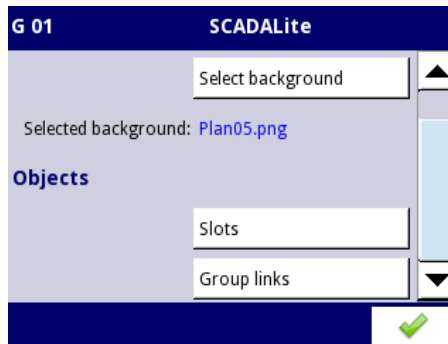 G 01 SCADALite
Select background
Selected background: Plan05.png
Objects
Slots
Group links